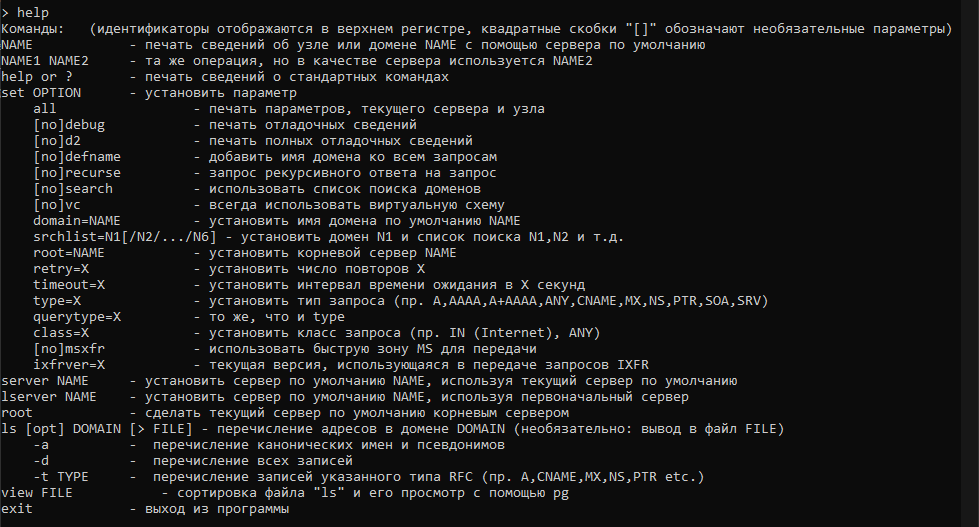 > help
Команды:   (идентификаторы отображаются в верхнем регистре, квадратные скобки "[]" обозначают необязательные параметры)
NAME            - печать сведений об узле или домене NAME с помощью сервера по умолчанию
NAME1 NAME2     - та же операция, но в качестве сервера используется NAME2
help or ?       - печать сведений о стандартных командах
set OPTION      - установить параметр
    all                 - печать параметров, текущего сервера и узла
    [no]debug           - печать отладочных сведений
    [no]d2              - печать полных отладочных сведений
    [no]defname         - добавить имя домена ко всем запросам
    [no]recurse         - запрос рекурсивного ответа на запрос
    [no]search          - использовать список поиска доменов
    [no]vc              - всегда использовать виртуальную схему
    domain=NAME         - установить имя домена по умолчанию NAME
    srchlist=N1[/N2/.../N6] - установить домен N1 и список поиска N1,N2 и т.д.
    root=NAME           - установить корневой сервер NAME
    retry=X             - установить число повторов X
    timeout=X           - установить интервал времени ожидания в X секунд
    type=X              - установить тип запроса (пр. A,AAAA,A+AAAA,ANY,CNAME,MX,NS,PTR,SOA,SRV)
    querytype=X         - то же, что и type
    class=X             - установить класс запроса (пр. IN (Internet), ANY)
    [no]msxfr           - использовать быструю зону MS для передачи
    ixfrver=X           - текущая версия, использующаяся в передаче запросов IXFR
server NAME     - установить сервер по умолчанию NAME, используя текущий сервер по умолчанию
lserver NAME    - установить сервер по умолчанию NAME, используя первоначальный сервер
root            - сделать текущий сервер по умолчанию корневым сервером
ls [opt] DOMAIN [> FILE] - перечисление адресов в домене DOMAIN (необязательно: вывод в файл FILE)
    -a          -  перечисление канонических имен и псевдонимов
    -d          -  перечисление всех записей
    -t TYPE     -  перечисление записей указанного типа RFC (пр. A,CNAME,MX,NS,PTR etc.)
view FILE           - сортировка файла "ls" и его просмотр с помощью pg
exit            - выход из программы